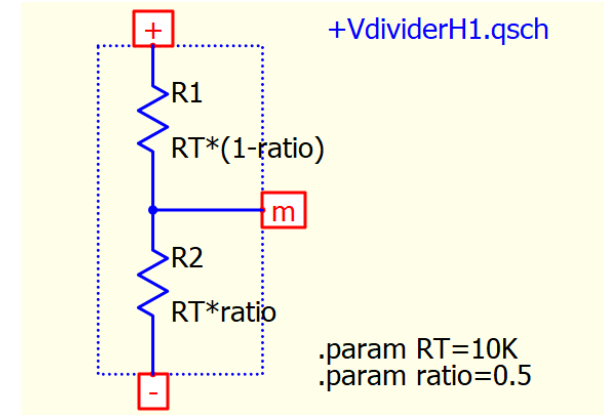 +
+VdividerH1.qsch
R1
RT*(1-ratio)
m
R2
RT*ratio
.param RT=10K
.param ratio=0.5
-